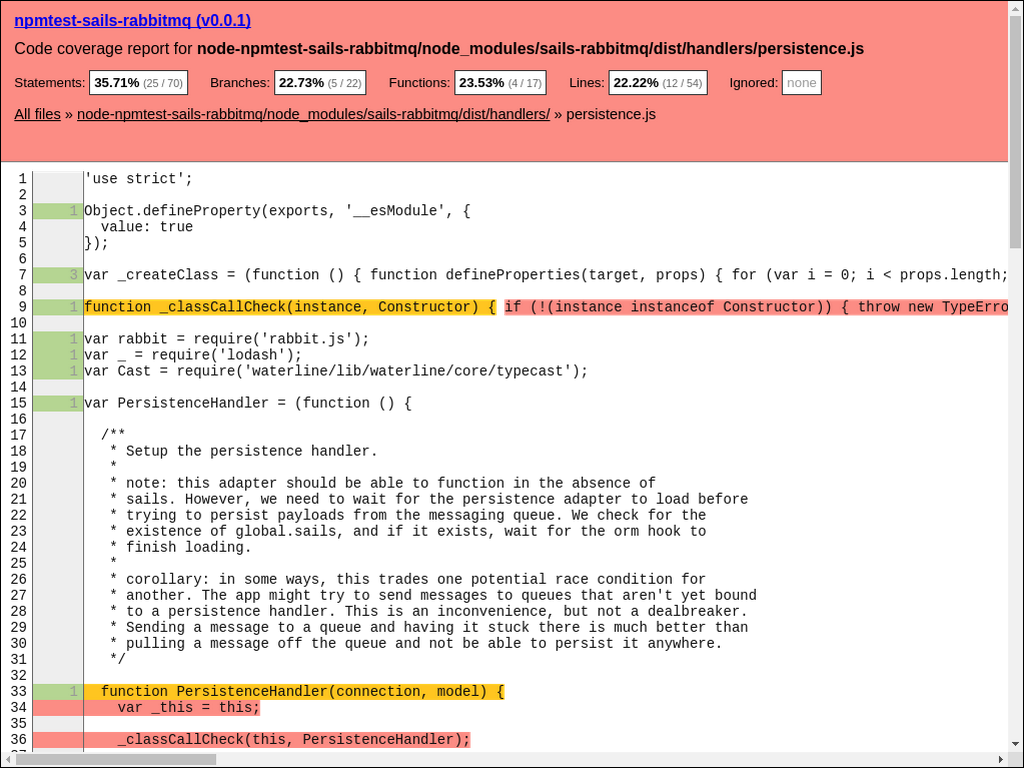 npmtest-sails-rabbitmq (v0.0.1)
Code coverage report for node-npmtest-sails-rabbitmq/node_modules/sails-rabbitmq/dist/handlers/persistence.js
Statements: 35.71% (25 / 70) Branches: 22.73% (5 / 22) Functions: 23.53% (4 / 17) Lines: 22.22% (12 / 54) Ignored: none
All files » node-npmtest-sails-rabbitmq/node_modules/sails-rabbitmq/dist/handlers/ » persistence.js
1 'use strict';
2
3 1 Object.defineProperty(exports, '__esModule', {
4   value: true
5 });
6
7 3 var _createClass = (function () { function defineProperties(target, props) { for (var i = 0; i < props.length;
8
9 1 function _classCallCheck(instance, Constructor) { if (!(instance instanceof Constructor)) { throw new TypeErro
10
11 1 var rabbit = require('rabbit.js');
12 1 var _ = require('lodash');
13 1 var Cast = require('waterline/lib/waterline/core/typecast');
14
15 1 var PersistenceHandler = (function () {
16
17   /**
18    * Setup the persistence handler.
19    *
20    * note: this adapter should be able to function in the absence of
21    * sails. However, we need to wait for the persistence adapter to load before
22    * trying to persist payloads from the messaging queue. We check for the
23    * existence of global.sails, and if it exists, wait for the orm hook to
24    * finish loading.
25    *
26    * corollary: in some ways, this trades one potential race condition for
27    * another. The app might try to send messages to queues that aren't yet bound
28    * to a persistence handler. This is an inconvenience, but not a dealbreaker.
29    * Sending a message to a queue and having it stuck there is much better than
30    * pulling a message off the queue and not be able to persist it anywhere.
31    */
32
33 1   function PersistenceHandler(connection, model) {
34     var _this = this;
35
36     _classCallCheck(this, PersistenceHandler);